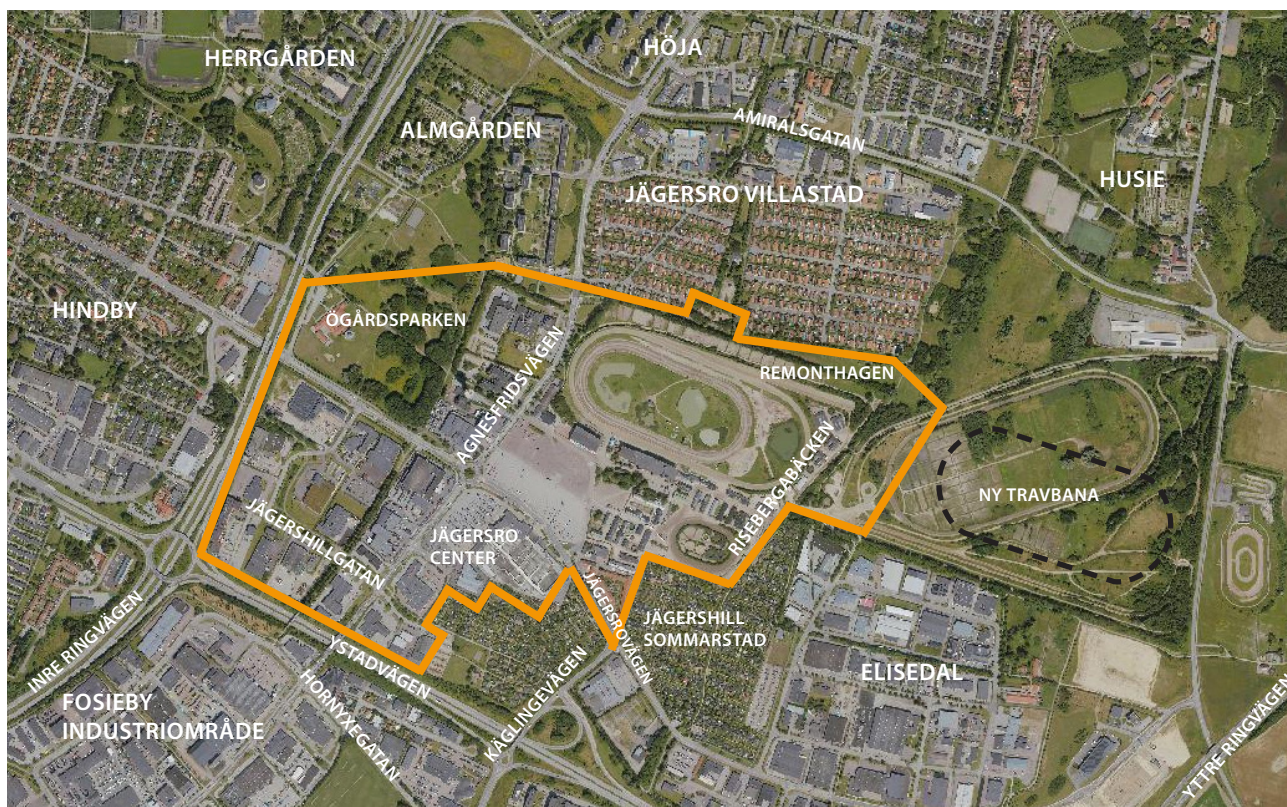 HÖJA
HERRGÅRDEN
ALMGÅRDEN
AMIRALSGATAN
HUSIE
JÄGERSRO VILLASTAD
HINDBY
ÖGÅRDSPARKEN
REMONTHAGEN
AGNESFRIDSVÄGEN
RISEBERGABÄCKEN
NY TRAVBANA
JÄGERSHILLGATAN
JÄGERSRO
CENTER
JÄGERSROVÄGEN
JÄGERSHILL
SOMMARSTAD
INRE RINGVÄGEN
YSTADVÄGEN
ELISEDAL
FOSIEBY
INDUSTRIOMRÅDE
HORNYXEGATAN
KÄGLINGEVÄGEN
YTTRE RINGVÄGEN